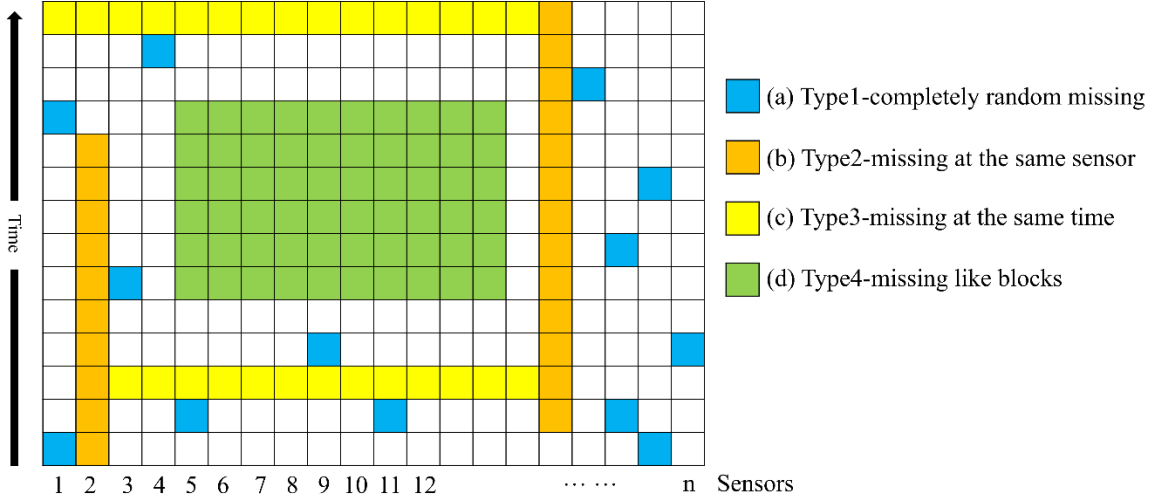 Time
(a) Type1-completely random missing
(b) Type2-missing at the same sensor
(c) Type3-missing at the same time
(d) Type4-missing like blocks
1 2 3 4 5 6 7 8 9 10 11 12 ... ... n Sensors